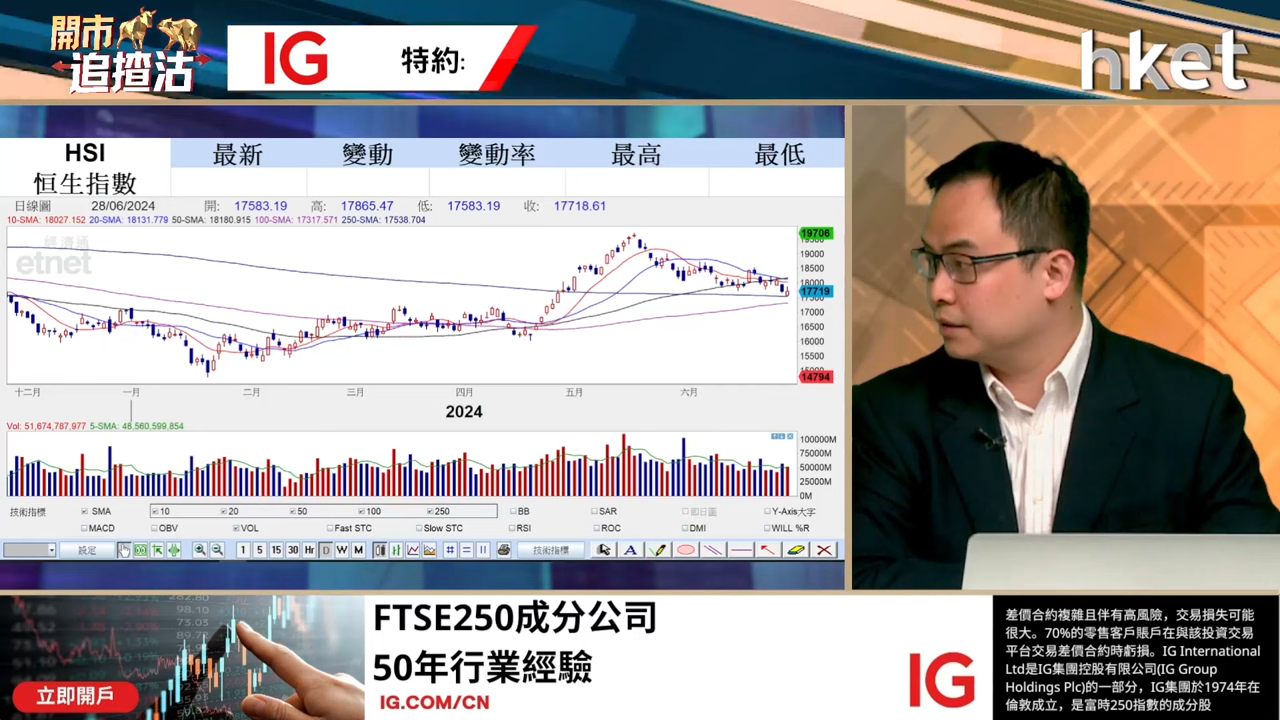 開市
追揸沽
IG 特約:
hket
HSI 最新 變動 變動率 最高 最低
恒生指數
日線圖 28/06/2024 開: 17583.19 高: 17865.47 低: 17583.19 收: 17718.61
10-SMA: 18027.152 20-SMA: 18131.779 50-SMA: 18180.915 100-SMA: 17317.571 250-SMA: 17538.704
經濟通
etnet
19706
19500
19000
18500
18000
17719
17500
17000
16500
16000
15500
15000
14794
十二月 一月 二月 三月 四月 五月 六月
2024
Vol: 51,674,787,977 5-SMA: 48,560,599,854
100000M
75000M
50000M
25000M
0M
技術指標 SMA 10 20 50 100 250 BB SAR 即日圖 Y-Axis大字
MACD OBV VOL Fast STC Slow STC RSI ROC DMI WILL %R
設定 1 5 15 30 Hr D W M 技術指標 A
立即開戶
FTSE250成分公司
50年行業經驗
IG.COM/CN
IG
差價合約複雜且伴有高風險，交易損失可能
很大。70%的零售客戶賬戶在與該投資交易
平台交易差價合約時虧損。IG International
Ltd是IG集團控股有限公司(IG Group
Holdings Plc)的一部分，IG集團於1974年在
倫敦成立，是富時250指數的成分股